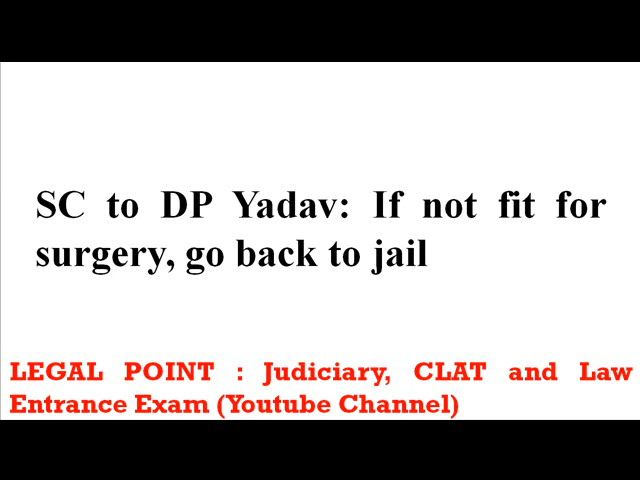 SC to DP Yadav: If not fit for
surgery, go back to jail
LEGAL POINT : Judiciary, CLAT and Law
Entrance Exam (Youtube Channel)